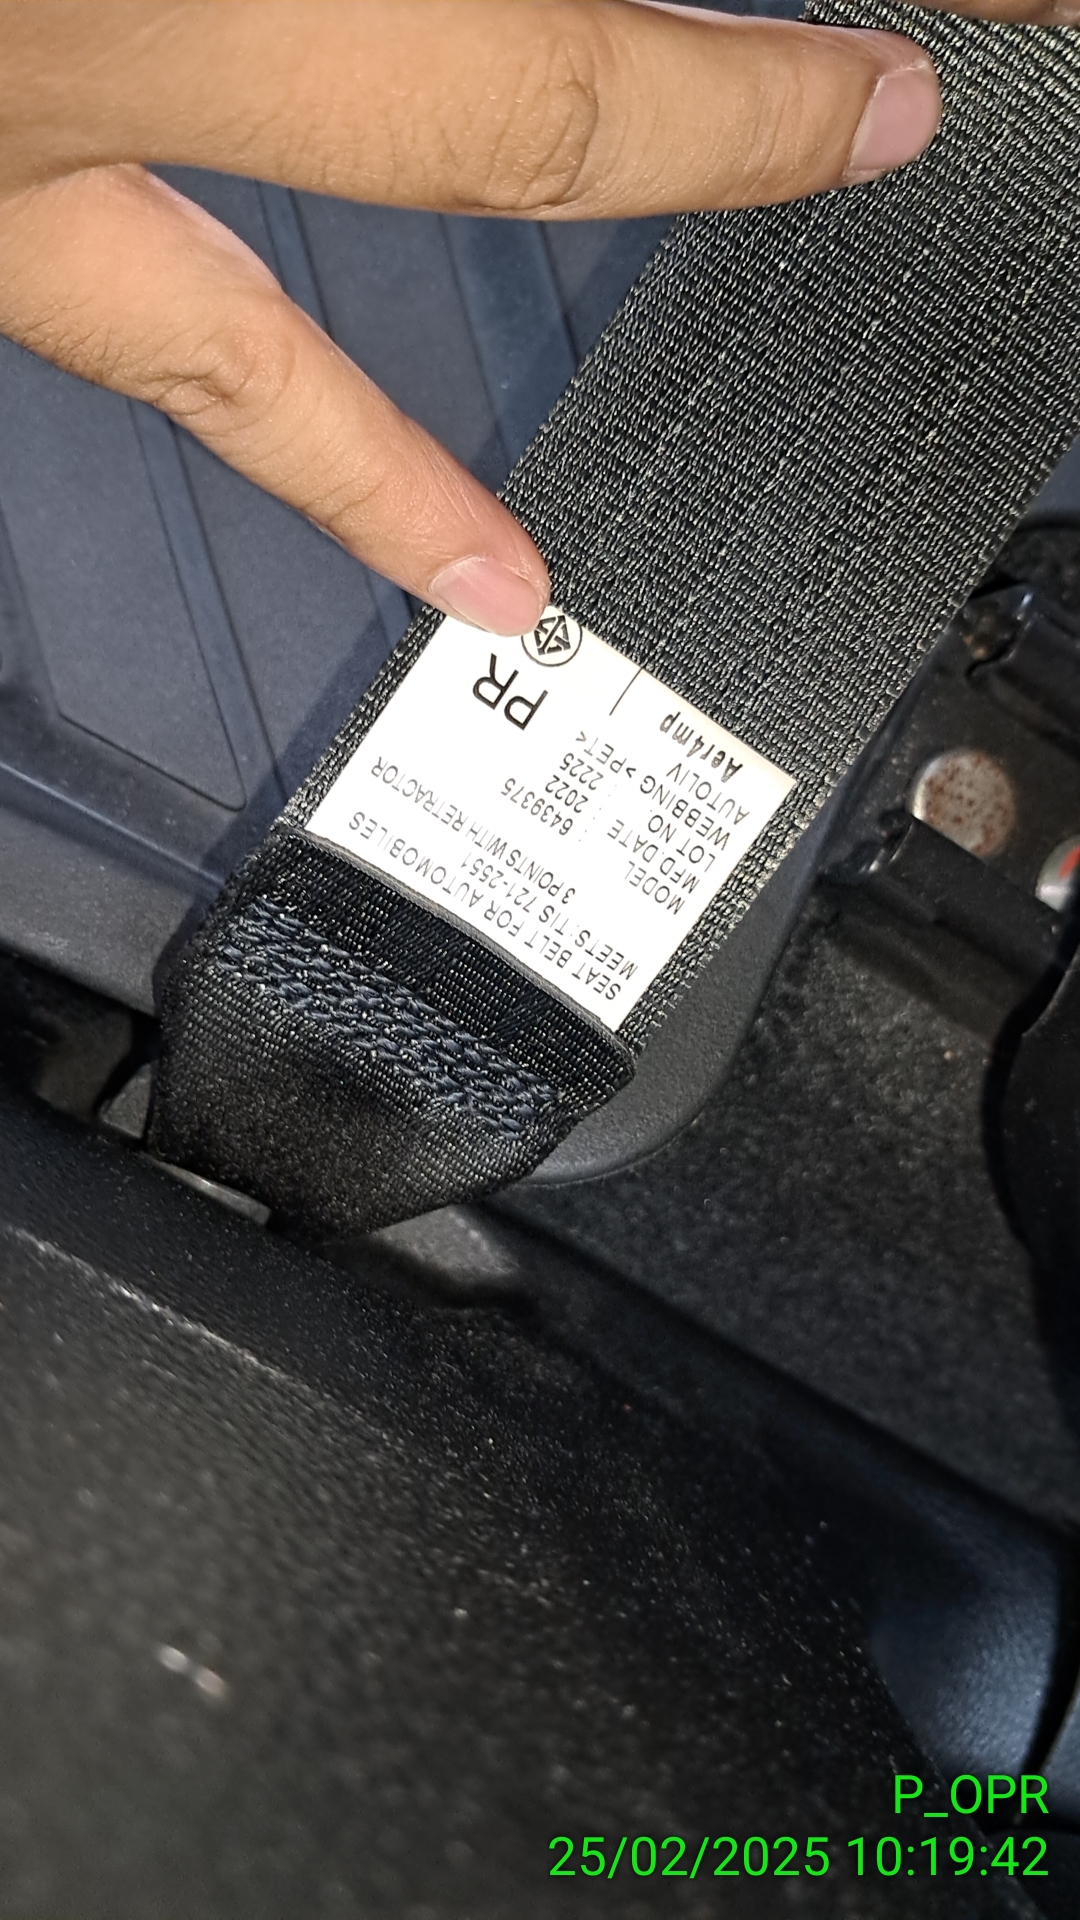 SEAT BELT FOR AUTOMOBILES
MEETS : TIS 721-2551
3 POINTS WITH RETRACTOR
MODEL : 6439375
MFD.DATE : 2022
LOT NO. : 2225
WEBBING >PET<
AUTOLIV
Aer4mp
PR
P_OPR
25/02/2025 10:19:42